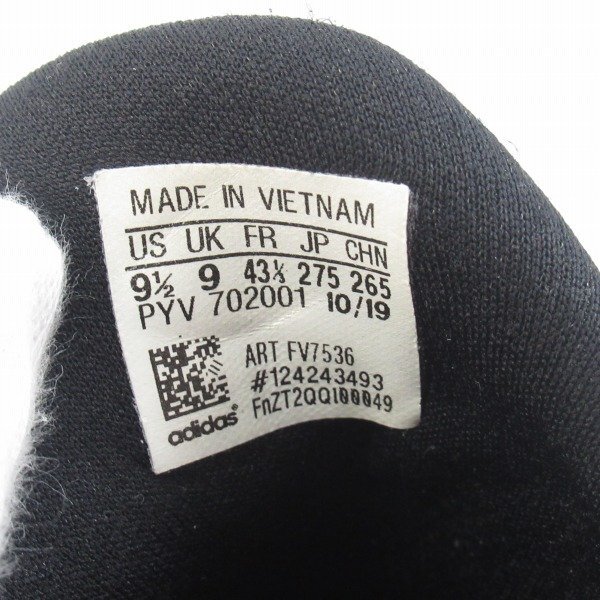 MADE IN VIETNAM
US UK FR JP CHN
9½ 9 43⅓ 275 265
PYV 702001 10/19
ART FV7536
#124243493
FnZT2QQI00049
adidas